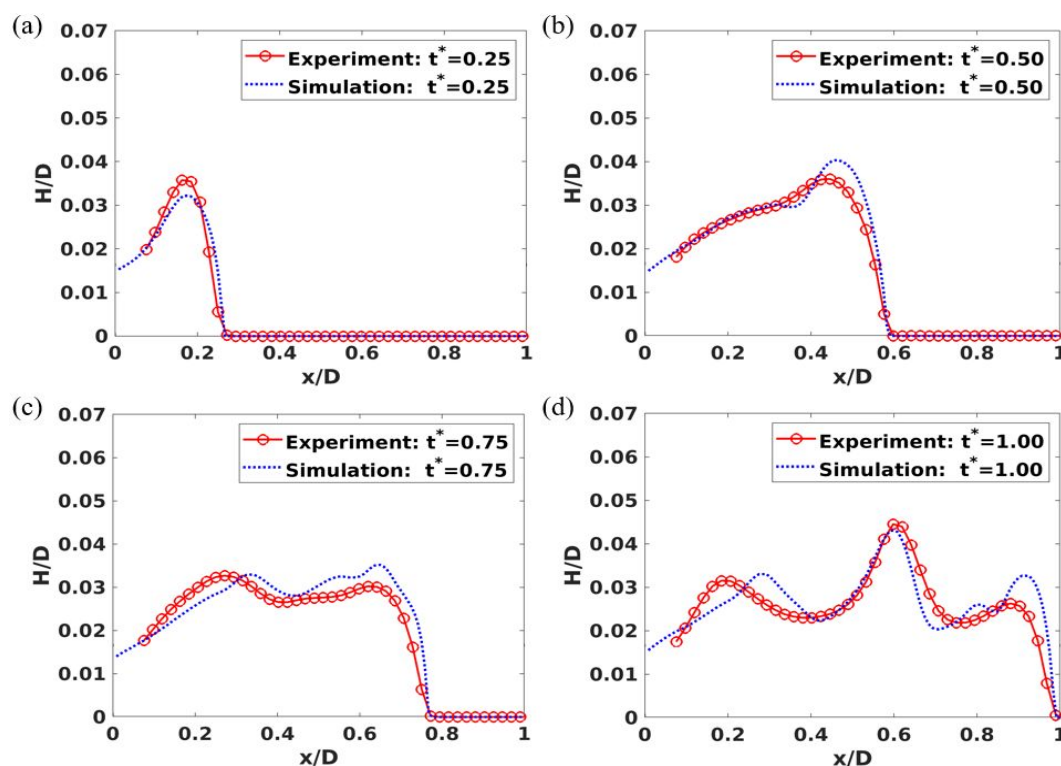 (a)
0.07
0.06
0.05
0.04
0.03
0.02
0.01
0
H/D
Experiment: t*=0.25
Simulation: t*=0.25
0 0.2 0.4 0.6 0.8 1
x/D
(b)
0.07
0.06
0.05
0.04
0.03
0.02
0.01
0
H/D
Experiment: t*=0.50
Simulation: t*=0.50
0 0.2 0.4 0.6 0.8 1
x/D
(c)
0.07
0.06
0.05
0.04
0.03
0.02
0.01
0
H/D
Experiment: t*=0.75
Simulation: t*=0.75
0 0.2 0.4 0.6 0.8 1
x/D
(d)
0.07
0.06
0.05
0.04
0.03
0.02
0.01
0
H/D
Experiment: t*=1.00
Simulation: t*=1.00
0 0.2 0.4 0.6 0.8 1
x/D